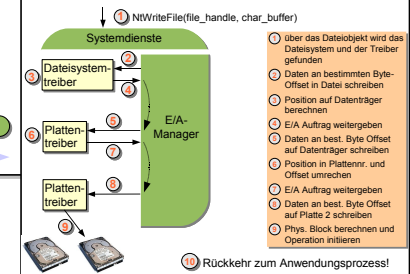 1 NtWriteFile(file_handle, char_buffer)
Systemdienste
2
Dateisystem-
treiber
3
4
5
E/A-
Manager
Platten-
treiber
6
7
8
Platten-
treiber
9
1 über das Dateiobjekt wird das
Dateisystem und der Treiber
gefunden
2 Daten an bestimmten Byte-
Offset in Datei schreiben
3 Position auf Datenträger
berechnen
4 E/A Auftrag weitergeben
5 Daten an best. Byte Offset
auf Datenträger schreiben
6 Position in Plattennr. und
Offset umrechen
7 E/A Auftrag weitergeben
8 Daten an best. Byte Offset
auf Platte 2 schreiben
9 Phys. Block berechnen und
Operation initiieren
10 Rückkehr zum Anwendungsprozess!